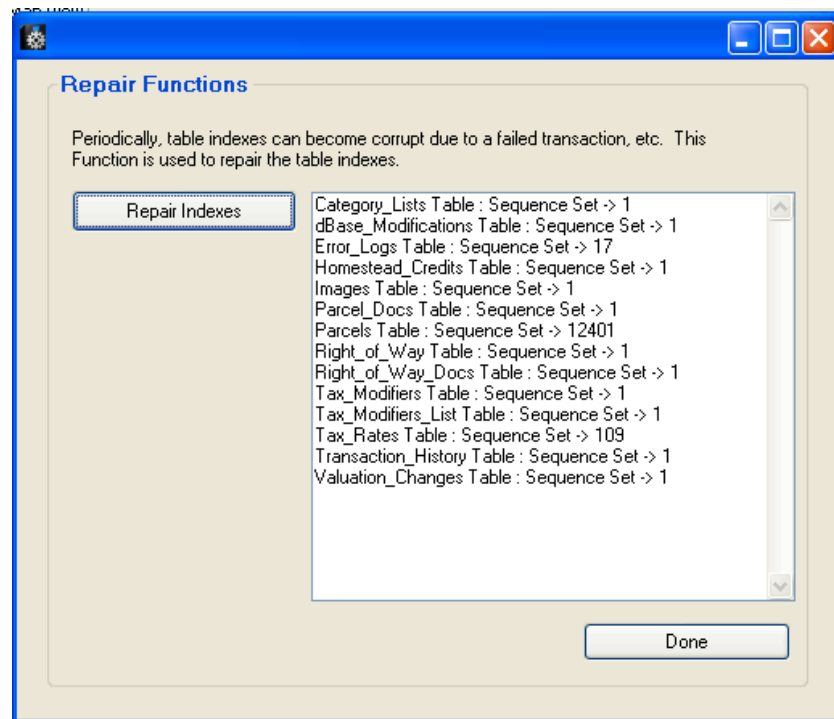 Repair Functions
Periodically, table indexes can become corrupt due to a failed transaction, etc.  This
Function is used to repair the table indexes.
Repair Indexes
Category_Lists Table : Sequence Set -> 1
dBase_Modifications Table : Sequence Set -> 1
Error_Logs Table : Sequence Set -> 17
Homestead_Credits Table : Sequence Set -> 1
Images Table : Sequence Set -> 1
Parcel_Docs Table : Sequence Set -> 1
Parcels Table : Sequence Set -> 12401
Right_of_Way Table : Sequence Set -> 1
Right_of_Way_Docs Table : Sequence Set -> 1
Tax_Modifiers Table : Sequence Set -> 1
Tax_Modifiers_List Table : Sequence Set -> 1
Tax_Rates Table : Sequence Set -> 109
Transaction_History Table : Sequence Set -> 1
Valuation_Changes Table : Sequence Set -> 1
Done